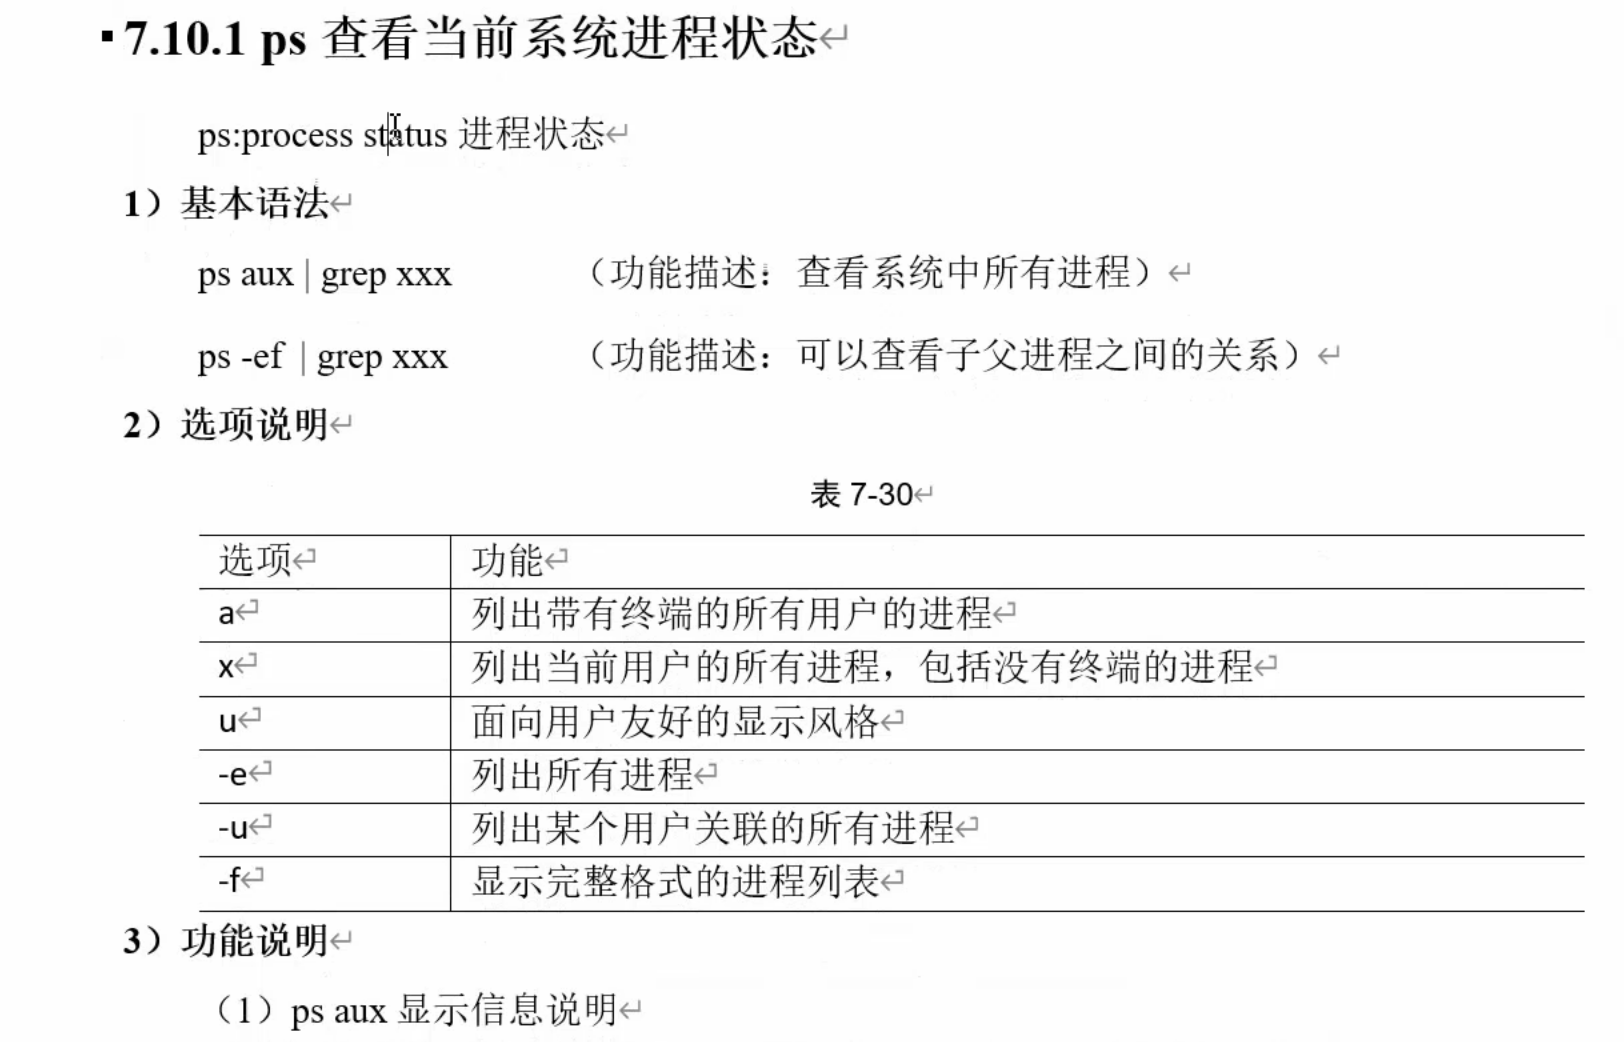 7.10.1 ps 查看当前系统进程状态
ps:process status 进程状态
1）基本语法
ps aux | grep xxx （功能描述：查看系统中所有进程）
ps -ef | grep xxx （功能描述：可以查看子父进程之间的关系）
2）选项说明
表 7-30
选项 功能
a 列出带有终端的所有用户的进程
x 列出当前用户的所有进程，包括没有终端的进程
u 面向用户友好的显示风格
-e 列出所有进程
-u 列出某个用户关联的所有进程
-f 显示完整格式的进程列表
3）功能说明
（1）ps aux 显示信息说明